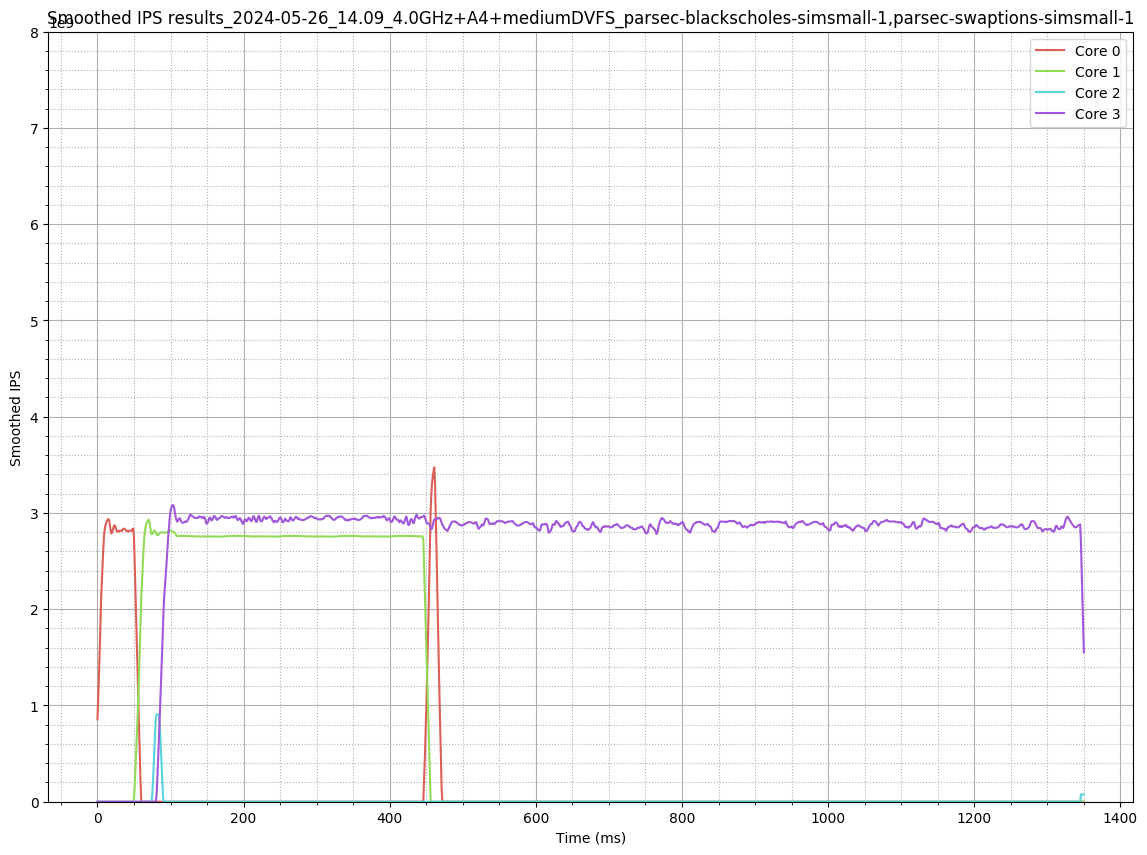 Smoothed IPS results_2024-05-26_14.09_4.0GHz+A4+mediumDVFS_parsec-blackscholes-simsmall-1,parsec-swaptions-simsmall-1
1e9
8
7
6
5
4
3
2
1
0
Smoothed IPS
Core 0
Core 1
Core 2
Core 3
0 200 400 600 800 1000 1200 1400
Time (ms)